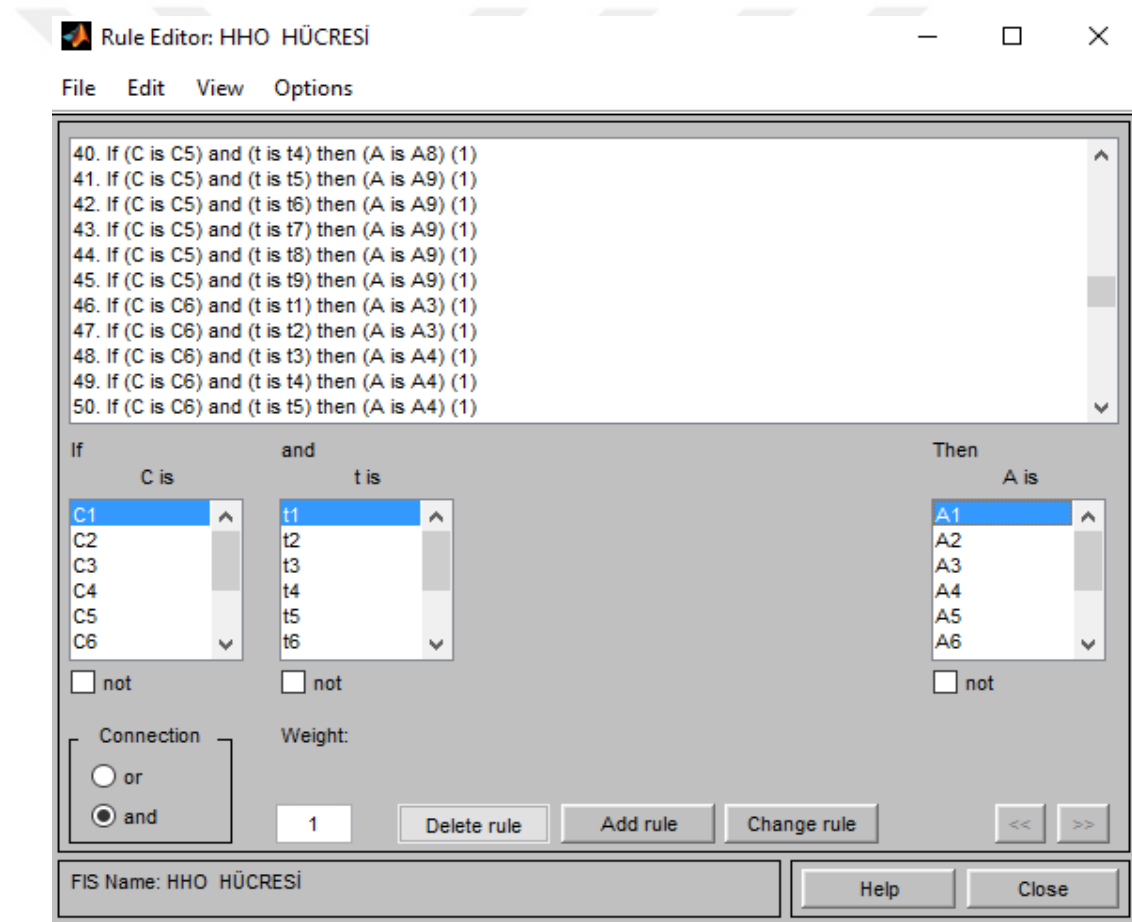 Rule Editor: HHO HÜCRESİ
File Edit View Options
40. If (C is C5) and (t is t4) then (A is A8) (1)
41. If (C is C5) and (t is t5) then (A is A9) (1)
42. If (C is C5) and (t is t6) then (A is A9) (1)
43. If (C is C5) and (t is t7) then (A is A9) (1)
44. If (C is C5) and (t is t8) then (A is A9) (1)
45. If (C is C5) and (t is t9) then (A is A9) (1)
46. If (C is C6) and (t is t1) then (A is A3) (1)
47. If (C is C6) and (t is t2) then (A is A3) (1)
48. If (C is C6) and (t is t3) then (A is A4) (1)
49. If (C is C6) and (t is t4) then (A is A4) (1)
50. If (C is C6) and (t is t5) then (A is A4) (1)
If and Then
C is t is A is
C1 t1 A1
C2 t2 A2
C3 t3 A3
C4 t4 A4
C5 t5 A5
C6 t6 A6
not not not
Connection Weight:
or
and 1 Delete rule Add rule Change rule << >>
FIS Name: HHO HÜCRESİ Help Close